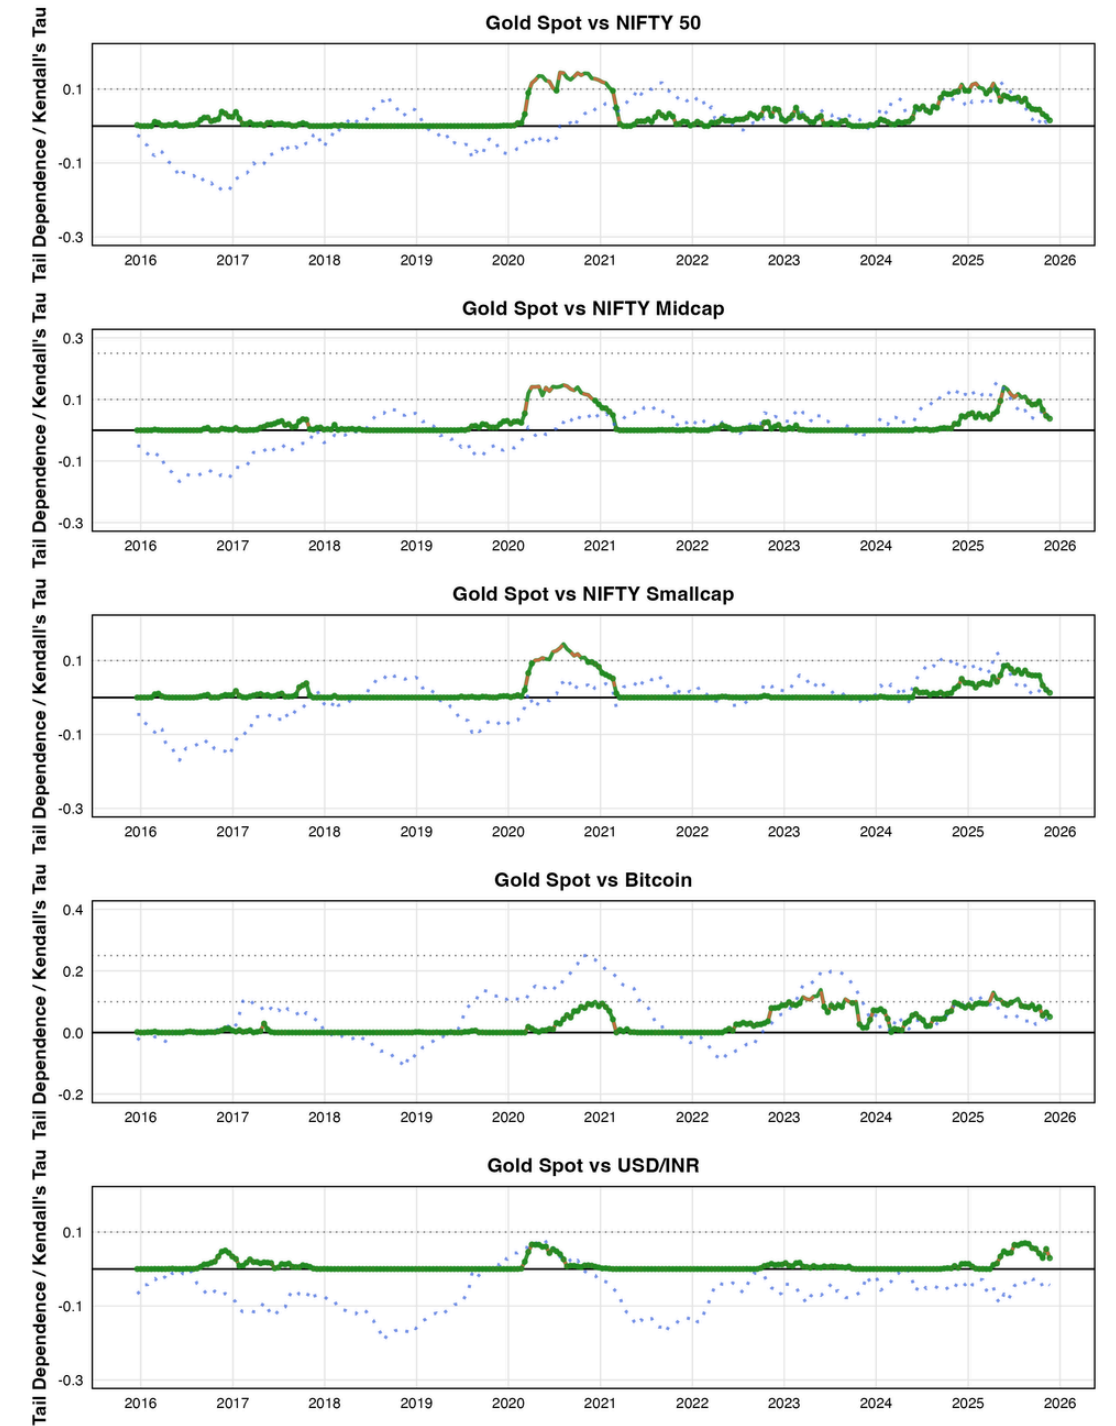 Gold Spot vs NIFTY 50
Tail Dependence / Kendall's Tau
0.1
-0.1
-0.3
2016 2017 2018 2019 2020 2021 2022 2023 2024 2025 2026
Gold Spot vs NIFTY Midcap
Tail Dependence / Kendall's Tau
0.3
0.1
-0.1
-0.3
2016 2017 2018 2019 2020 2021 2022 2023 2024 2025 2026
Gold Spot vs NIFTY Smallcap
Tail Dependence / Kendall's Tau
0.1
-0.1
-0.3
2016 2017 2018 2019 2020 2021 2022 2023 2024 2025 2026
Gold Spot vs Bitcoin
Tail Dependence / Kendall's Tau
0.4
0.2
0.0
-0.2
2016 2017 2018 2019 2020 2021 2022 2023 2024 2025 2026
Gold Spot vs USD/INR
Tail Dependence / Kendall's Tau
0.1
-0.1
-0.3
2016 2017 2018 2019 2020 2021 2022 2023 2024 2025 2026